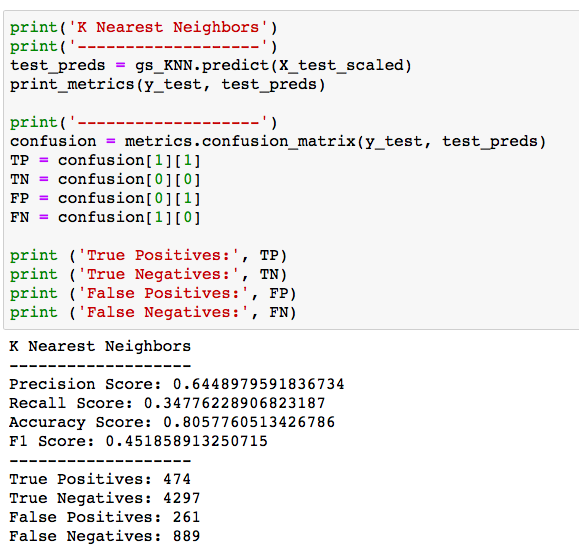 print('K Nearest Neighbors')
print('-------------------')
test_preds = gs_KNN.predict(X_test_scaled)
print_metrics(y_test, test_preds)
print('-------------------')
confusion = metrics.confusion_matrix(y_test, test_preds)
TP = confusion[1][1]
TN = confusion[0][0]
FP = confusion[0][1]
FN = confusion[1][0]
print ('True Positives:', TP)
print ('True Negatives:', TN)
print ('False Positives:', FP)
print ('False Negatives:', FN)
K Nearest Neighbors
-------------------
Precision Score: 0.6448979591836734
Recall Score: 0.34776228906823187
Accuracy Score: 0.8057760513426786
F1 Score: 0.451858913250715
-------------------
True Positives: 474
True Negatives: 4297
False Positives: 261
False Negatives: 889